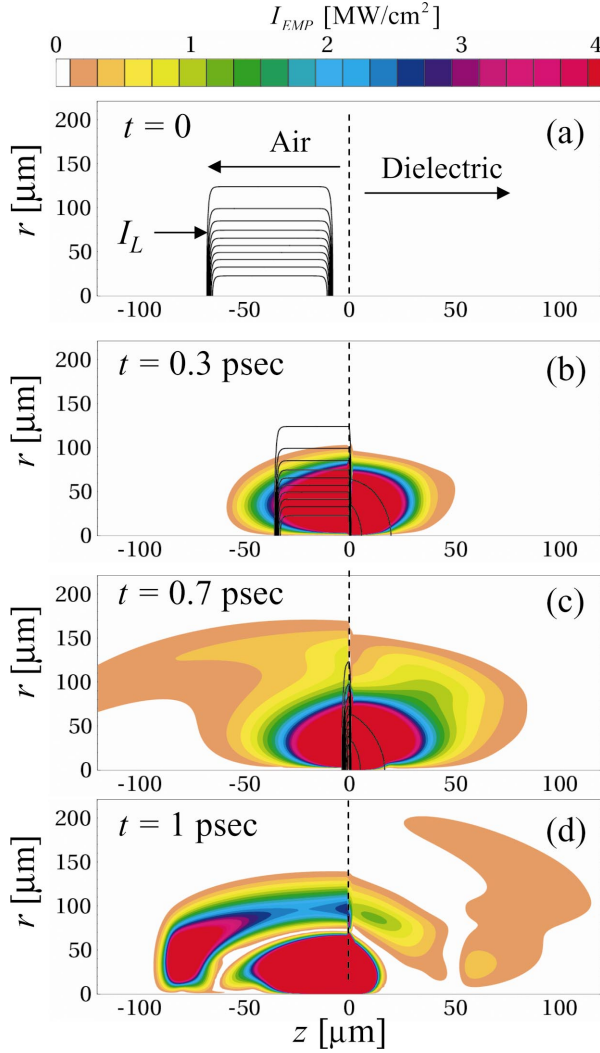 I_EMP [MW/cm²]
0 1 2 3 4
t = 0
Air
(a)
Dielectric
I_L
r [μm]
200
150
100
50
0
-100 -50 0 50 100
t = 0.3 psec
(b)
r [μm]
200
150
100
50
0
-100 -50 0 50 100
t = 0.7 psec
(c)
r [μm]
200
150
100
50
0
-100 -50 0 50 100
t = 1 psec
(d)
r [μm]
200
150
100
50
0
-100 -50 0 50 100
z [μm]